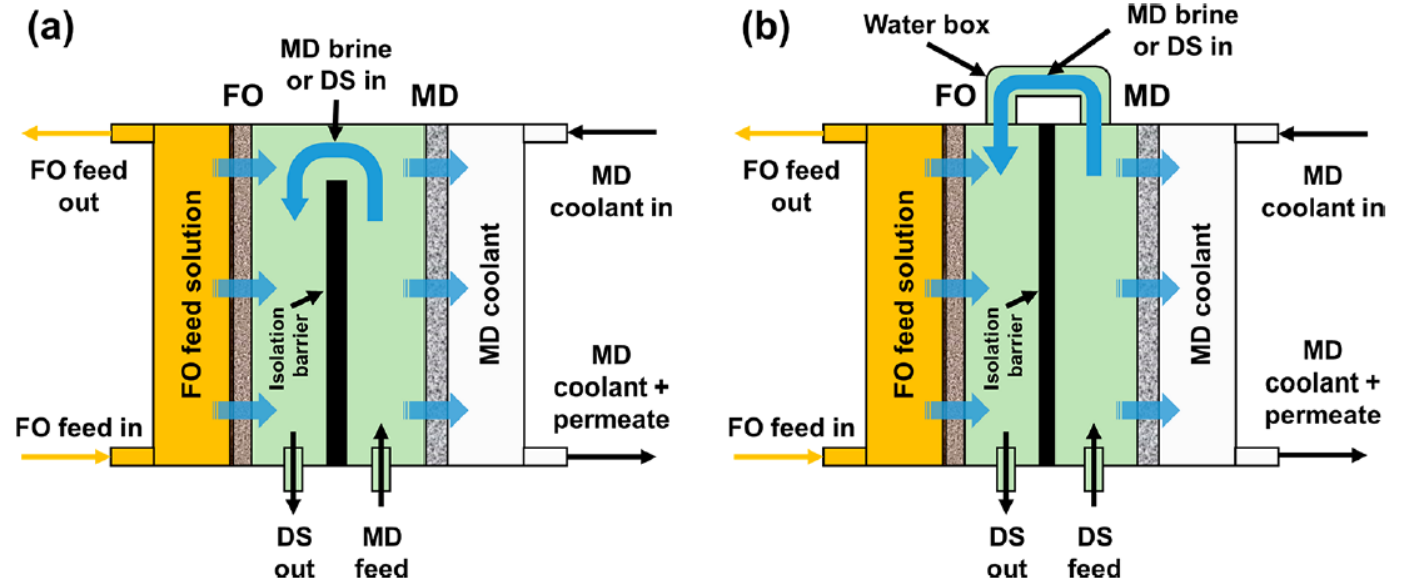 (a)
MD brine
or DS in
FO
MD
FO feed
out
FO feed solution
Isolation
barrier
MD coolant
MD
coolant in
MD
coolant +
permeate
FO feed in
DS
out
MD
feed
(b)
Water box
MD brine
or DS in
FO
MD
FO feed
out
FO feed solution
Isolation
barrier
MD coolant
MD
coolant in
MD
coolant +
permeate
FO feed in
DS
out
DS
feed